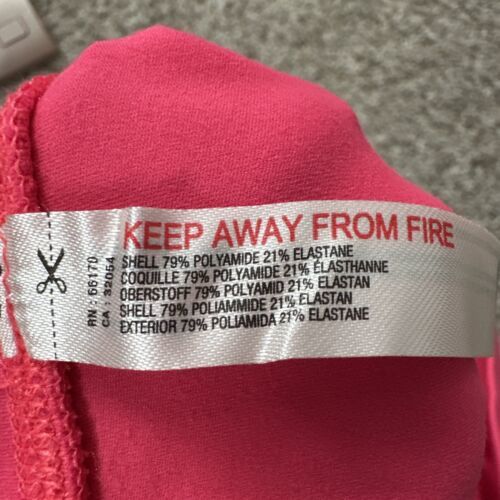 KEEP AWAY FROM FIRE
SHELL 79% POLYAMIDE 21% ELASTANE
COQUILLE 79% POLYAMIDE 21% ÉLASTHANNE
OBERSTOFF 79% POLYAMID 21% ELASTAN
SHELL 79% POLIAMMIDE 21% ELASTAN
EXTERIOR 79% POLIAMIDA 21% ELASTAN
RN : 66170
CA : 32054